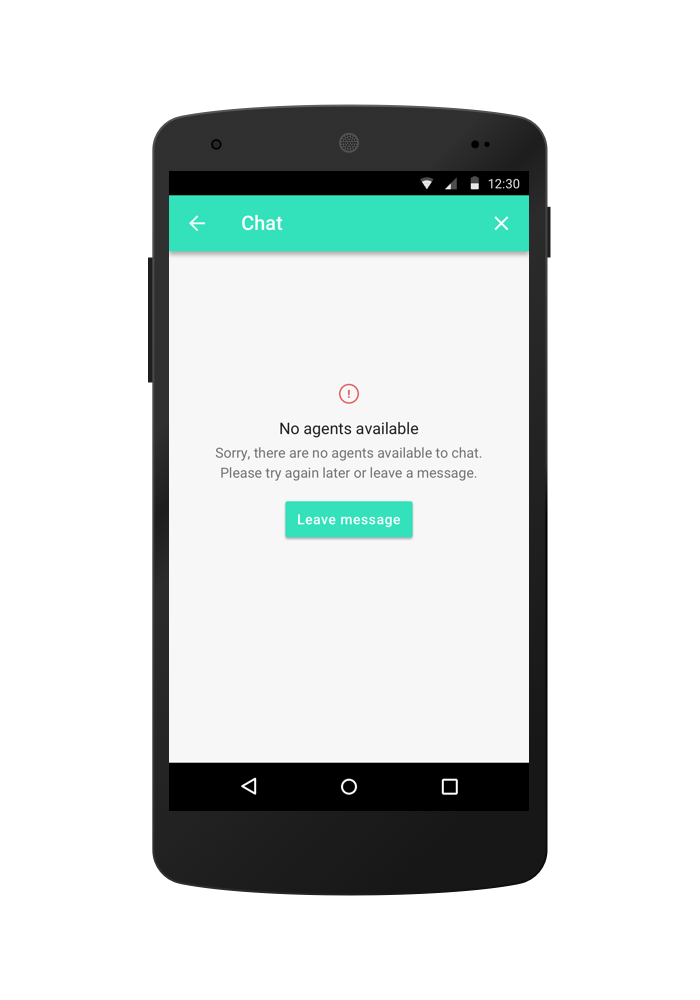 12:30
Chat
No agents available
Sorry, there are no agents available to chat.
Please try again later or leave a message.
Leave message